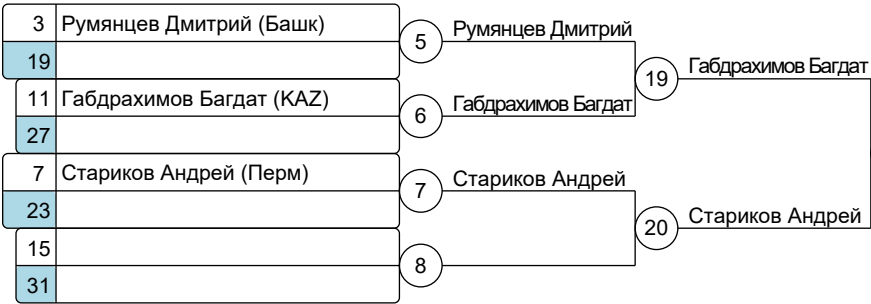 3 Румянцев Дмитрий (Башк)
19
11 Габдрахимов Багдат (KAZ)
27
7 Стариков Андрей (Перм)
23
15
31
5 Румянцев Дмитрий
6 Габдрахимов Багдат
7 Стариков Андрей
8
19 Габдрахимов Багдат
20 Стариков Андрей